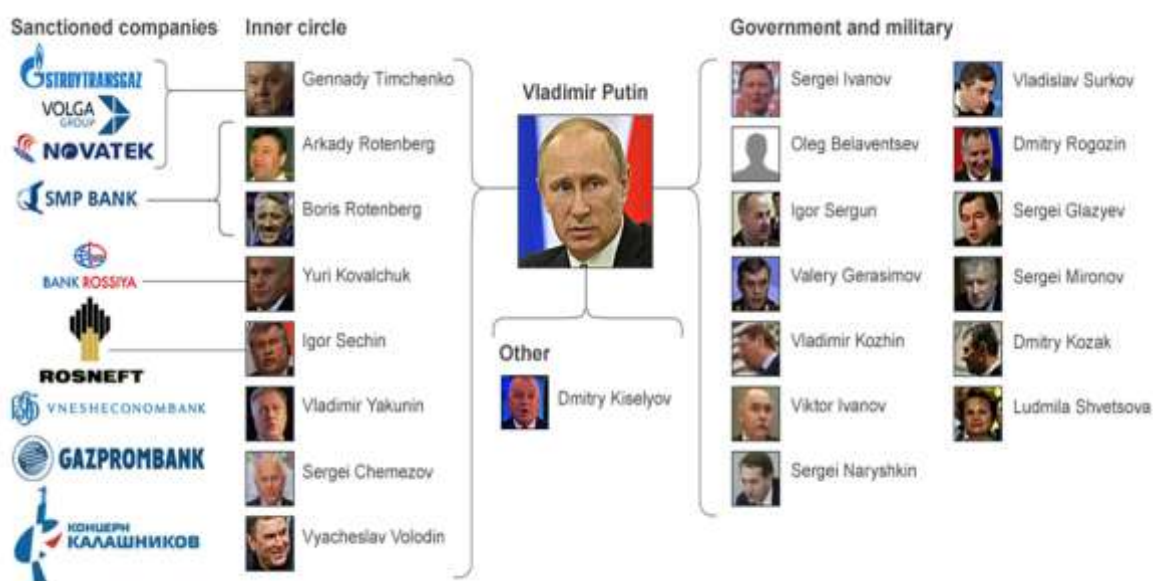 Sanctioned companies
STROYTRANSGAZ
VOLGA
GROUP
NOVATEK
SMP BANK
BANK ROSSIYA
ROSNEFT
VNESHECONOMBANK
GAZPROMBANK
КОНЦЕРН
КАЛАШНИКОВ
Inner circle
Gennady Timchenko
Arkady Rotenberg
Boris Rotenberg
Yuri Kovalchuk
Igor Sechin
Vladimir Yakunin
Sergei Chemezov
Vyacheslav Volodin
Vladimir Putin
Other
Dmitry Kiselyov
Government and military
Sergei Ivanov
Oleg Belaventsev
Igor Sergun
Valery Gerasimov
Vladimir Kozhin
Viktor Ivanov
Sergei Naryshkin
Vladislav Surkov
Dmitry Rogozin
Sergei Glazyev
Sergei Mironov
Dmitry Kozak
Ludmila Shvetsova